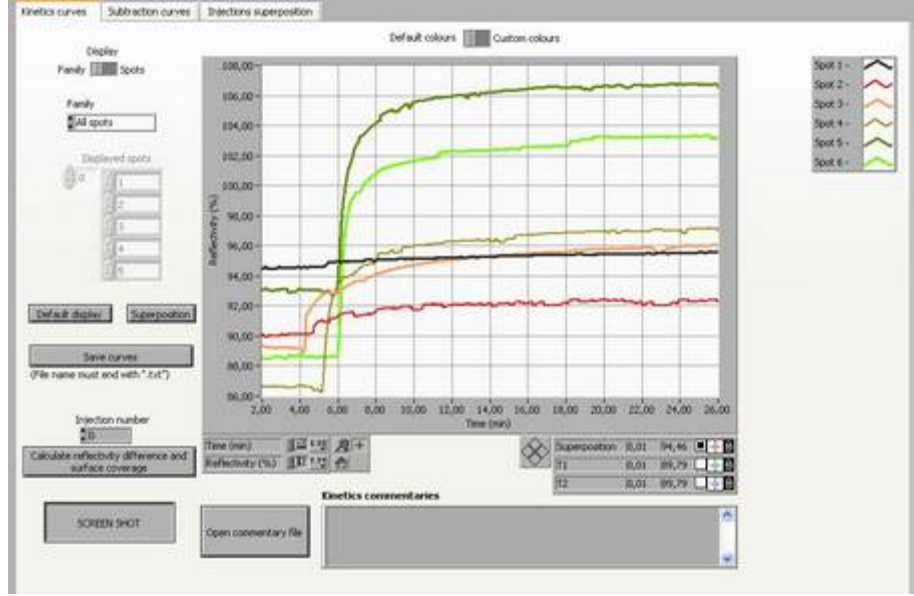 Kinetics curves Subtraction curves Injections superposition
Default colours Custom colours
Display
Family Spots
Family
All spots
Displayed spots
0
1
2
3
4
5
Default display Superposition
Save curves
(File name must end with ".txt")
Injection number
0
Calculate reflectivity difference and
surface coverage
SCREEN SHOT
Open commentary file
Reflectivity (%)
108,00
106,00
104,00
102,00
100,00
98,00
96,00
94,00
92,00
90,00
88,00
86,00
2,00 4,00 6,00 8,00 10,00 12,00 14,00 16,00 18,00 20,00 22,00 24,00 26,00
Time (min)
Spot 1 -
Spot 2 -
Spot 3 -
Spot 4 -
Spot 5 -
Spot 6 -
Time (min)
Reflectivity (%)
Superposition 0,01 94,46
T1 0,01 89,79
T2 0,01 89,79
Kinetics commentaries